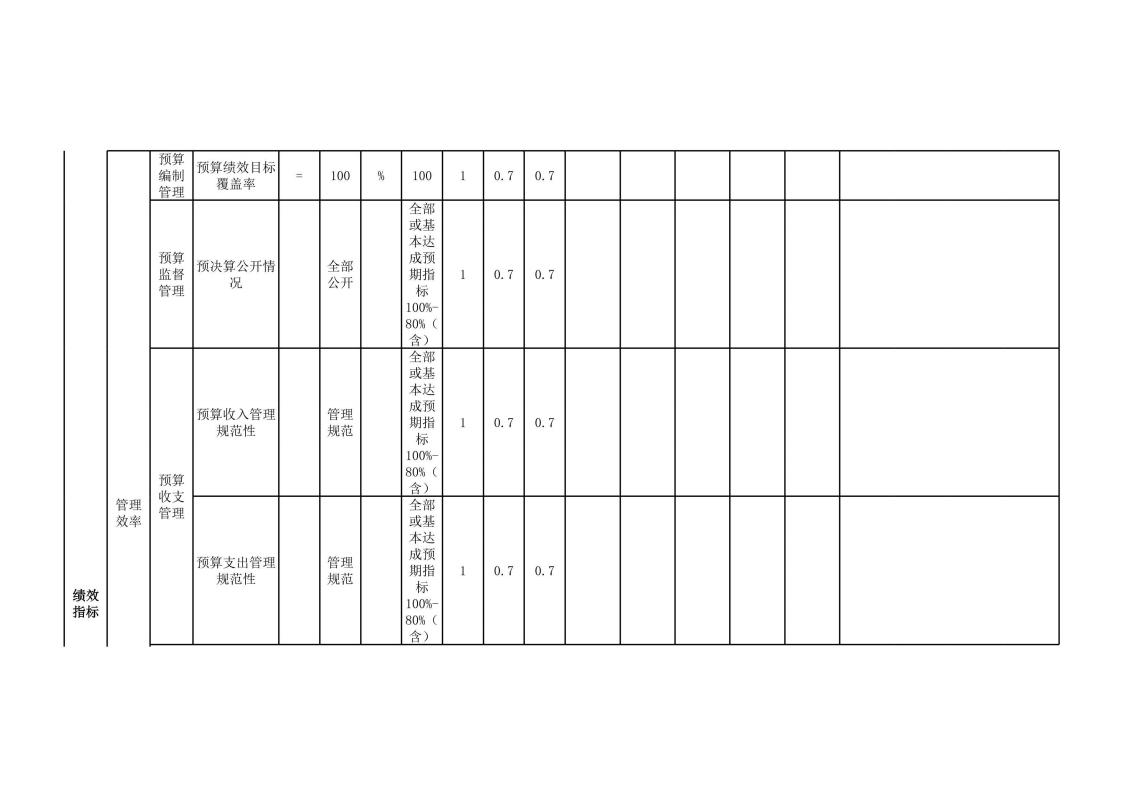 预算
编制
管理
预算绩效目标
覆盖率
=
100
%
100
1
0.7
0.7
预算
监督
管理
预决算公开情
况
全部
公开
全部
或基
本达
成预
期指
标
100%-
80%（
含）
1
0.7
0.7
预算
收支
管理
预算收入管理
规范性
管理
规范
全部
或基
本达
成预
期指
标
100%-
80%（
含）
1
0.7
0.7
管理
效率
预算支出管理
规范性
管理
规范
全部
或基
本达
成预
期指
标
100%-
80%（
含）
1
0.7
0.7
绩效
指标